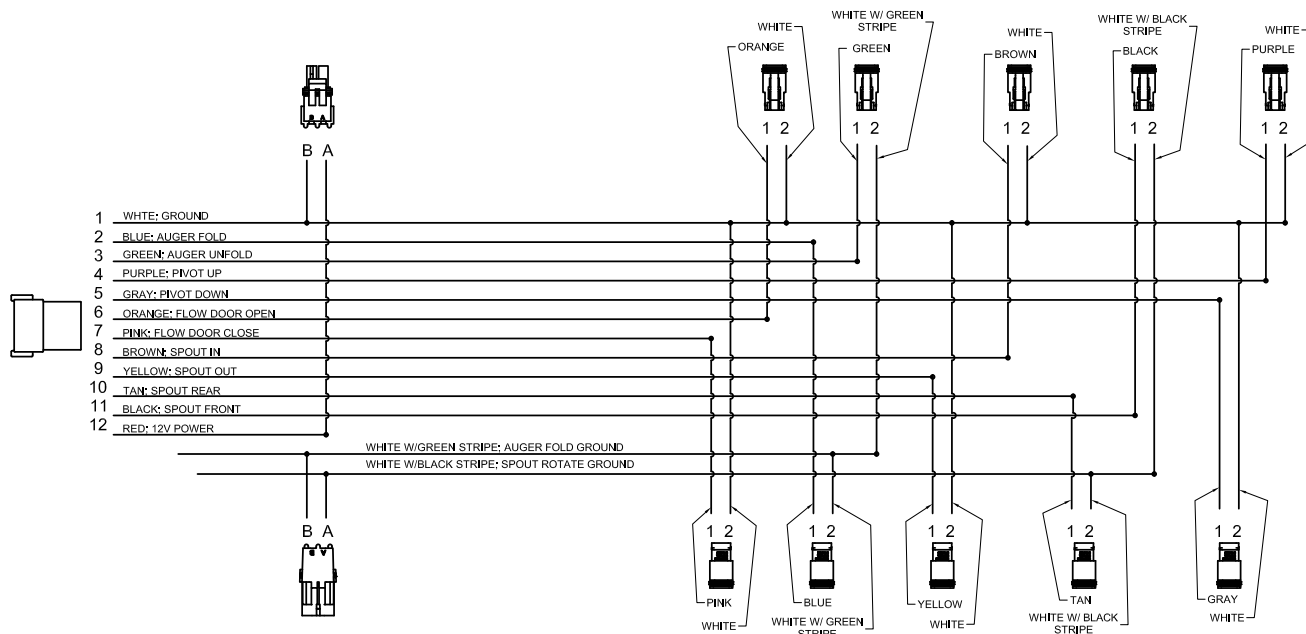 WHITE
WHITE W/ GREEN
STRIPE
WHITE W/ BLACK
STRIPE
WHITE
WHITE
ORANGE
GREEN
BROWN
BLACK
PURPLE
1 2
1 2
1 2
1 2
1 2
B A
1 WHTE; GROUND
2 BLUE; AUGER FOLD
3 GREEN; AUGER UNFOLD
4 PURPLE; PIVOT UP
5 GRAY; PIVOT DOWN
6 ORANGE; FLOW DOOR OPEN
7 PINK; FLOW DOOR CLOSE
8 BROWN; SPOUT IN
9 YELLOW; SPOUT OUT
10 TAN; SPOUT REAR
11 BLACK; SPOUT FRONT
12 RED; 12V POWER
WHITE W/GREEN STRIPE; AUGER FOLD GROUND
WHITE W/BLACK STRIPE; SPOUT ROTATE GROUND
B A
1 2
1 2
1 2
1 2
1 2
PINK
BLUE
YELLOW
TAN
GRAY
WHITE
WHITE W/ GREEN
STRIPE
WHITE
WHITE W/ BLACK
STRIPE
WHITE